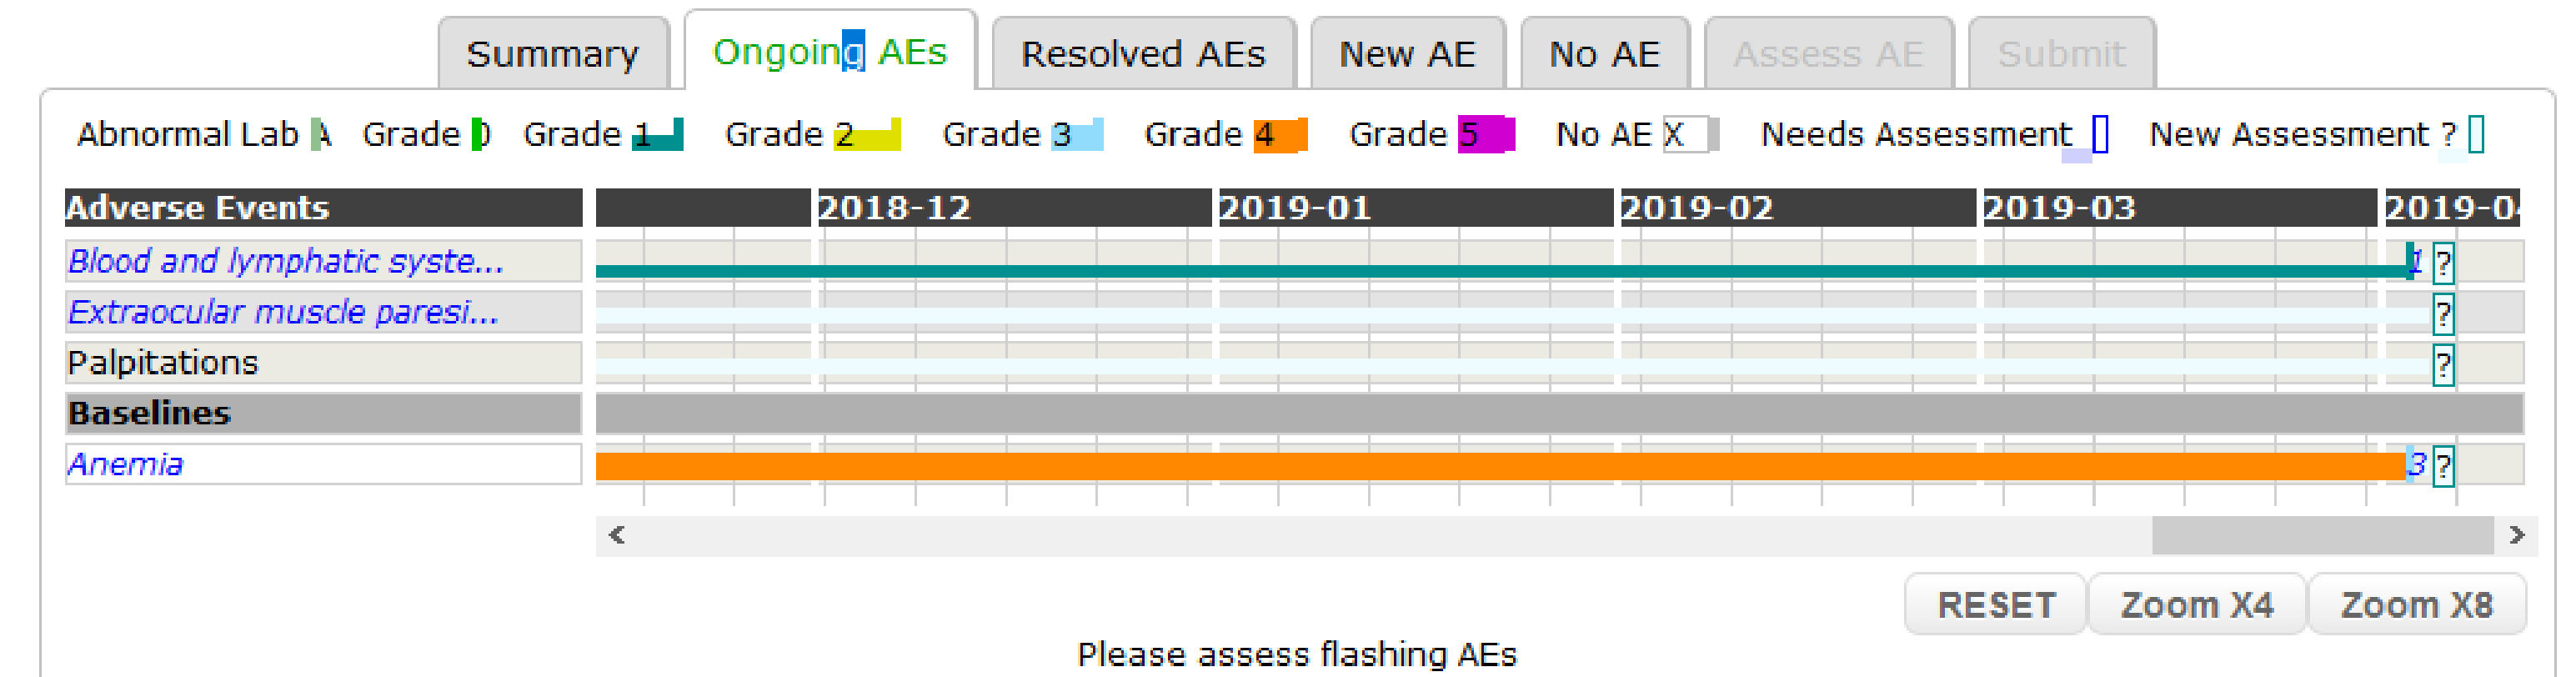 Summary Ongoing AEs Resolved AEs New AE No AE Assess AE Submit
Abnormal Lab A Grade 0 Grade 1 Grade 2 Grade 3 Grade 4 Grade 5 No AE X Needs Assessment New Assessment ?
Adverse Events 2018-12 2019-01 2019-02 2019-03 2019-0
Blood and lymphatic syste... 1 ?
Extraocular muscle paresi... ?
Palpitations ?
Baselines
Anemia 3 ?
< >
RESET Zoom X4 Zoom X8
Please assess flashing AEs